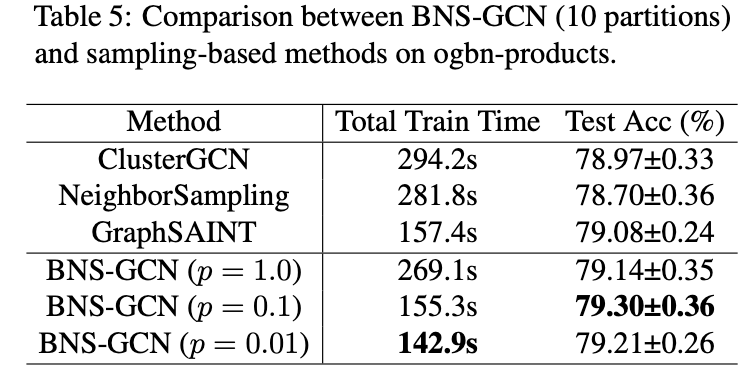 Table 5: Comparison between BNS-GCN (10 partitions)
and sampling-based methods on ogbn-products.
Method Total Train Time Test Acc (%)
ClusterGCN 294.2s 78.97±0.33
NeighborSampling 281.8s 78.70±0.36
GraphSAINT 157.4s 79.08±0.24
BNS-GCN (p = 1.0) 269.1s 79.14±0.35
BNS-GCN (p = 0.1) 155.3s 79.30±0.36
BNS-GCN (p = 0.01) 142.9s 79.21±0.26